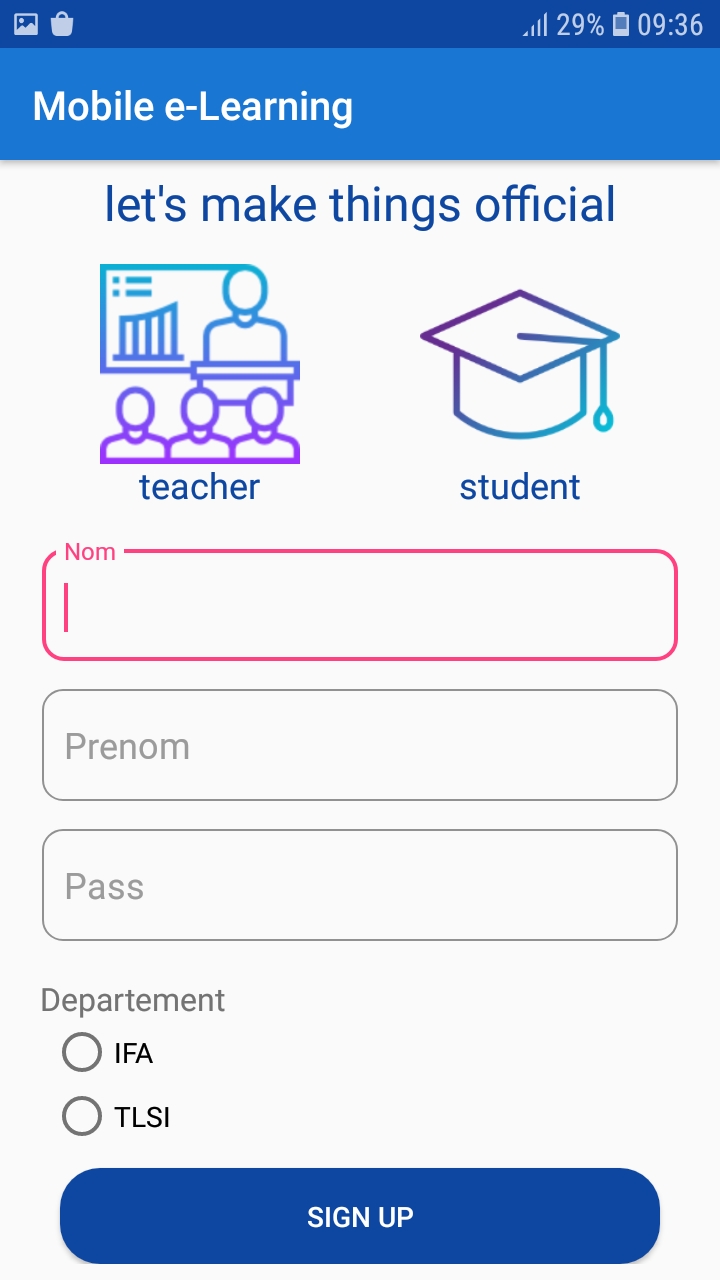 29% 09:36
Mobile e-Learning
let's make things official
teacher student
Nom
Prenom
Pass
Departement
IFA
TLSI
SIGN UP